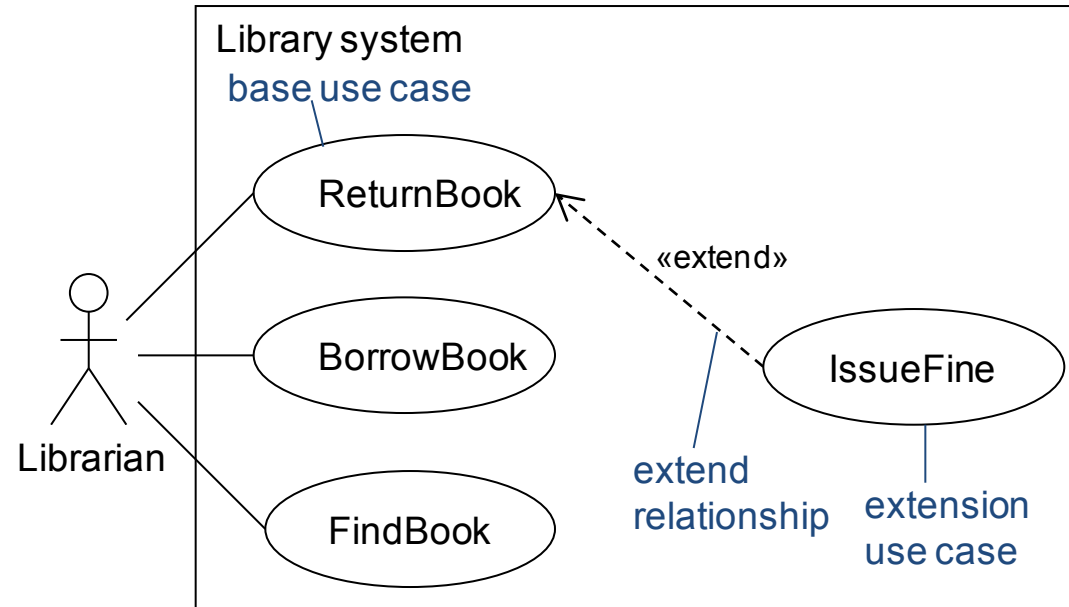 Library system
base use case
ReturnBook
«extend»
BorrowBook
IssueFine
Librarian
extend
relationship
extension
use case
FindBook